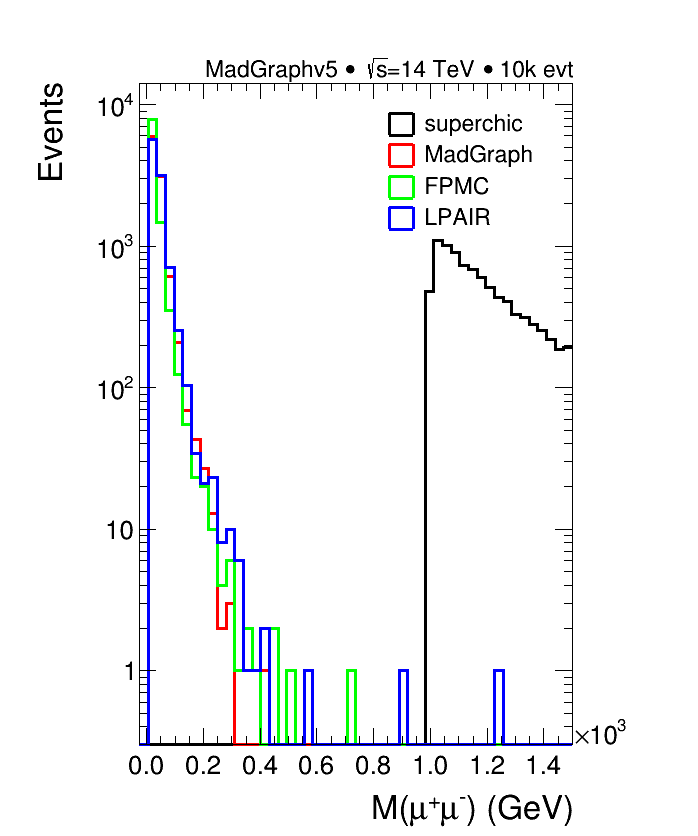 MadGraphv5 • √s=14 TeV • 10k evt
Events
10⁴
10³
10²
10
1
superchic
MadGraph
FPMC
LPAIR
0.0 0.2 0.4 0.6 0.8 1.0 1.2 1.4
×10³
M(μ⁺μ⁻) (GeV)